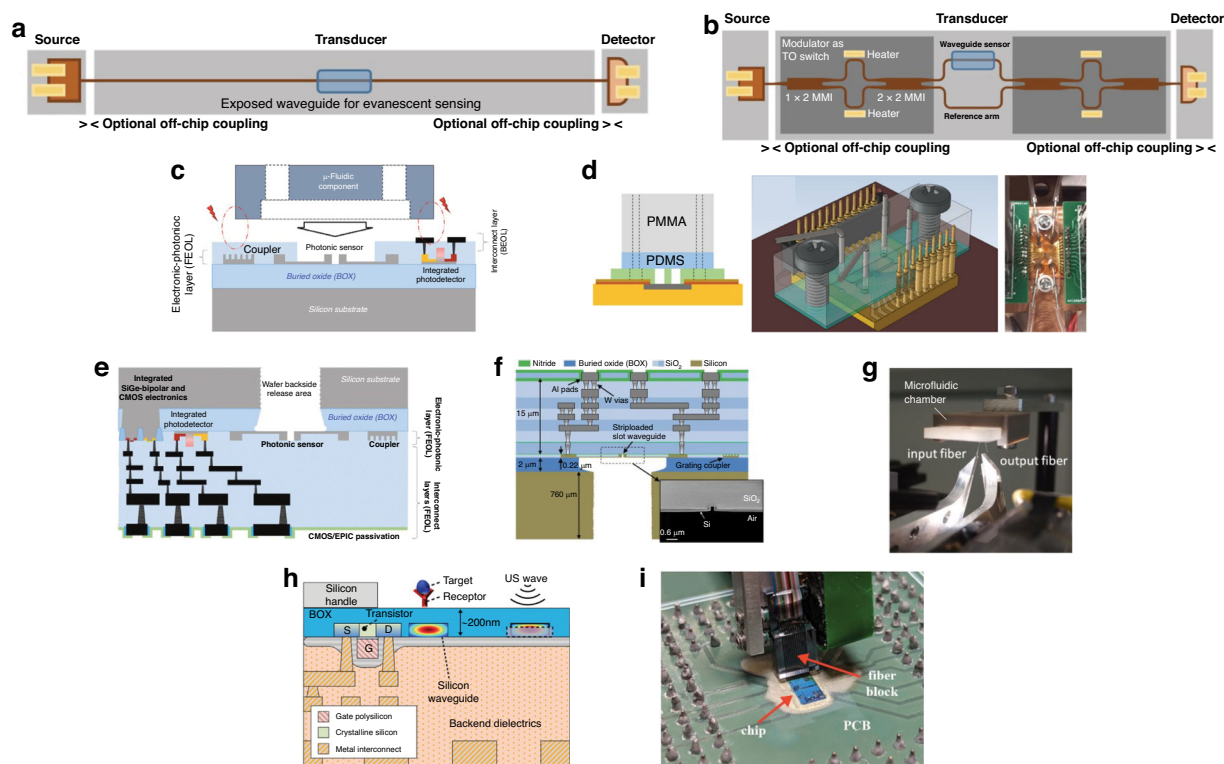 a
Source
Transducer
Detector
Exposed waveguide for evanescent sensing
> < Optional off-chip coupling
Optional off-chip coupling > <
b
Source
Transducer
Detector
Modulator as
TO switch
Heater
Waveguide sensor
1 × 2 MMI
2 × 2 MMI
Heater
Reference arm
> < Optional off-chip coupling
Optional off-chip coupling > <
c
μ-Fluidic
component
Electronic-photonioc
layer (FEOL)
Coupler
Photonic sensor
Interconnect layer
(BEOL)
Buried oxide (BOX)
Integrated
photodetector
Silicon substrate
d
PMMA
PDMS
e
Integrated
SiGe-bipolar and
CMOS electronics
Wafer backside
release area
Silicon substrate
Integrated
photodetector
Buried oxide (BOX)
Photonic sensor
Coupler
Electronic-photonic
layer (FEOL)
Interconnect
layers (FEOL)
CMOS/EPIC passivation
f
Nitride
Buried oxide (BOX)
SiO2
Silicon
Al pads
W vias
15 μm
Striploaded
slot waveguide
2 μm
0.22 μm
Grating coupler
760 μm
SiO2
Si
Air
0.6 μm
g
Microfluidic
chamber
input fiber
output fiber
h
Silicon
handle
Target
Receptor
US wave
BOX
Transistor
~200nm
S
D
G
Silicon
waveguide
Gate polysilicon
Crystalline silicon
Metal interconnect
Backend dielectrics
i
fiber
block
chip
PCB